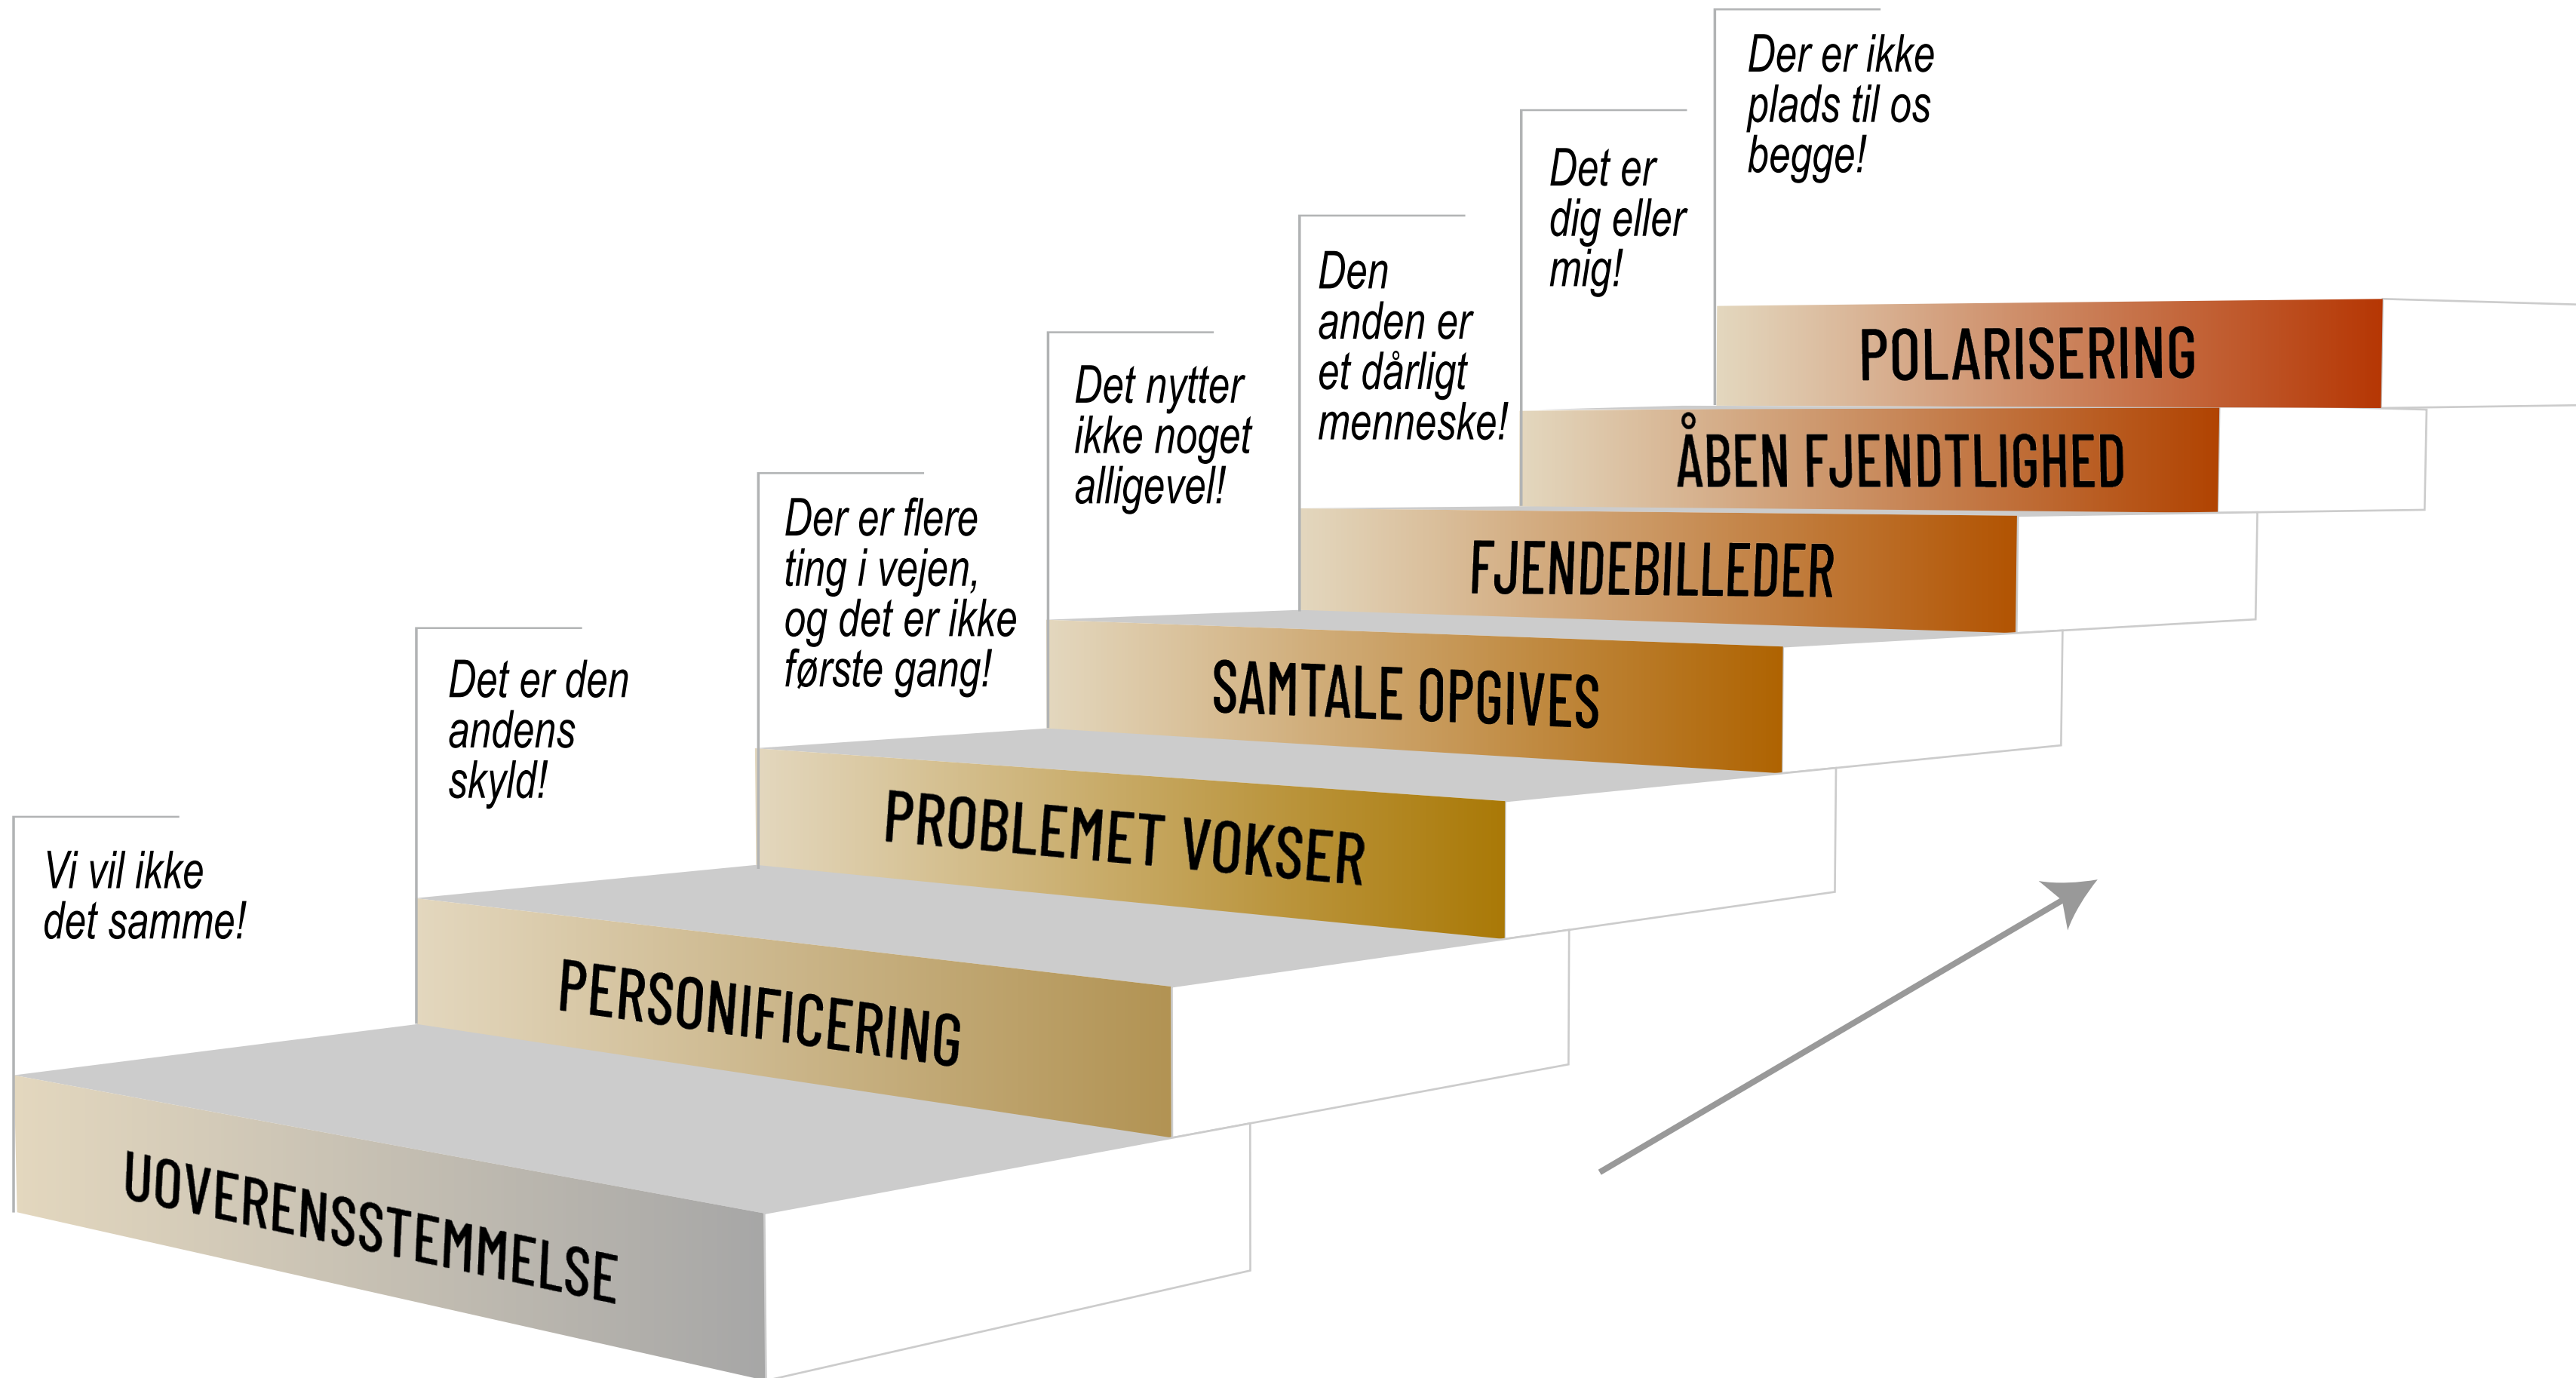 Vi vil ikke
det samme!
UOVERENSSTEMMELSE
Det er den
andens
skyld!
PERSONIFICERING
Der er flere
ting i vejen,
og det er ikke
første gang!
PROBLEMET VOKSER
Det nytter
ikke noget
alligevel!
SAMTALE OPGIVES
Den
anden er
et dårligt
menneske!
FJENDEBILLEDER
Det er
dig eller
mig!
ÅBEN FJENDTLIGHED
Der er ikke
plads til os
begge!
POLARISERING